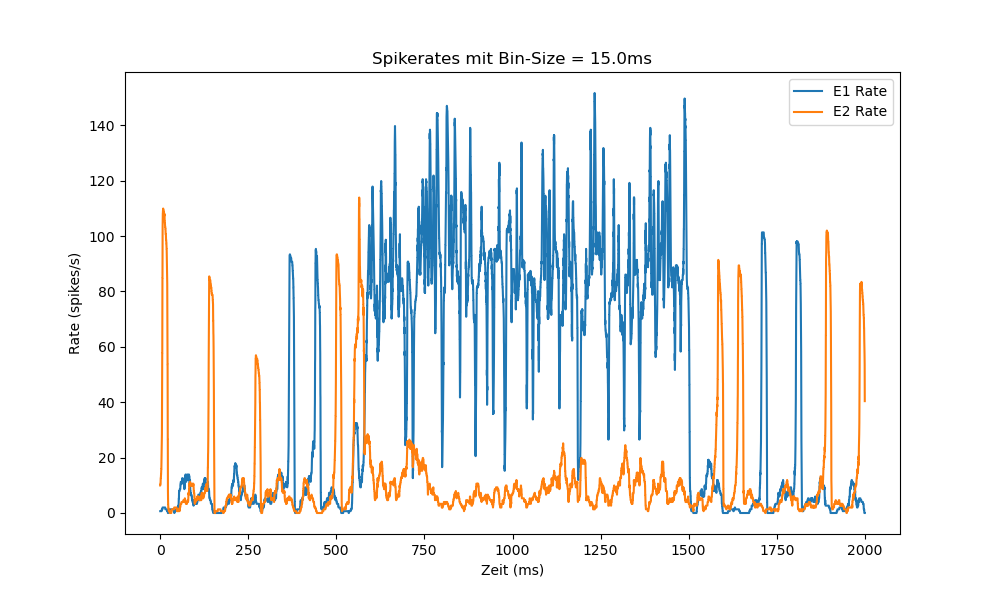 Spikerates mit Bin-Size = 15.0ms
E1 Rate
E2 Rate
Rate (spikes/s)
140
120
100
80
60
40
20
0
0 250 500 750 1000 1250 1500 1750 2000
Zeit (ms)